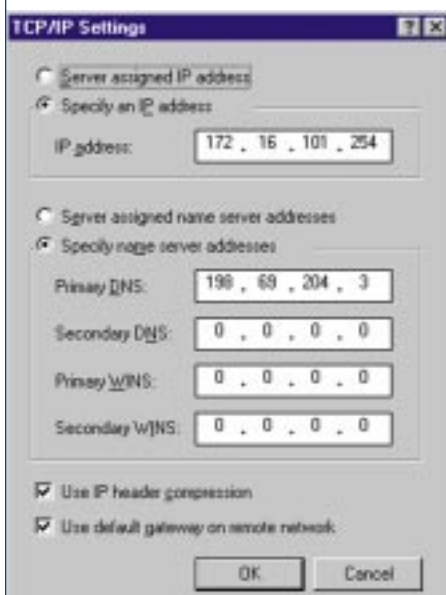 TCP/IP Settings
Server assigned IP address
Specify an IP address
IP address: 172 . 16 . 101 . 254
Server assigned name server addresses
Specify name server addresses
Primary DNS: 198 . 69 . 204 . 3
Secondary DNS: 0 . 0 . 0 . 0
Primary WINS: 0 . 0 . 0 . 0
Secondary WINS: 0 . 0 . 0 . 0
Use IP header compression
Use default gateway on remote network
OK Cancel